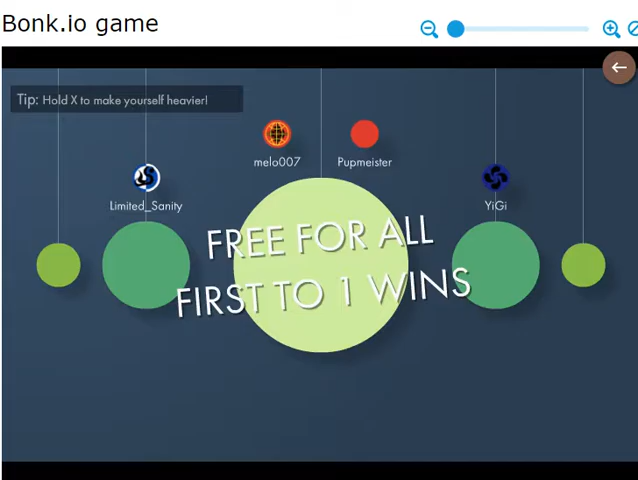 Bonk.io game
Tip: Hold X to make yourself heavier!
melo007
Pupmeister
Limited_Sanity
YiGi
FREE FOR ALL
FIRST TO 1 WINS